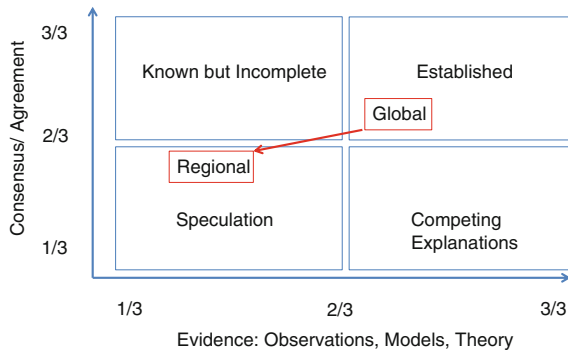 3/3
Known but Incomplete
Established
Global
2/3
Regional
Speculation
Competing
Explanations
1/3
Consensus/ Agreement
1/3
2/3
3/3
Evidence: Observations, Models, Theory